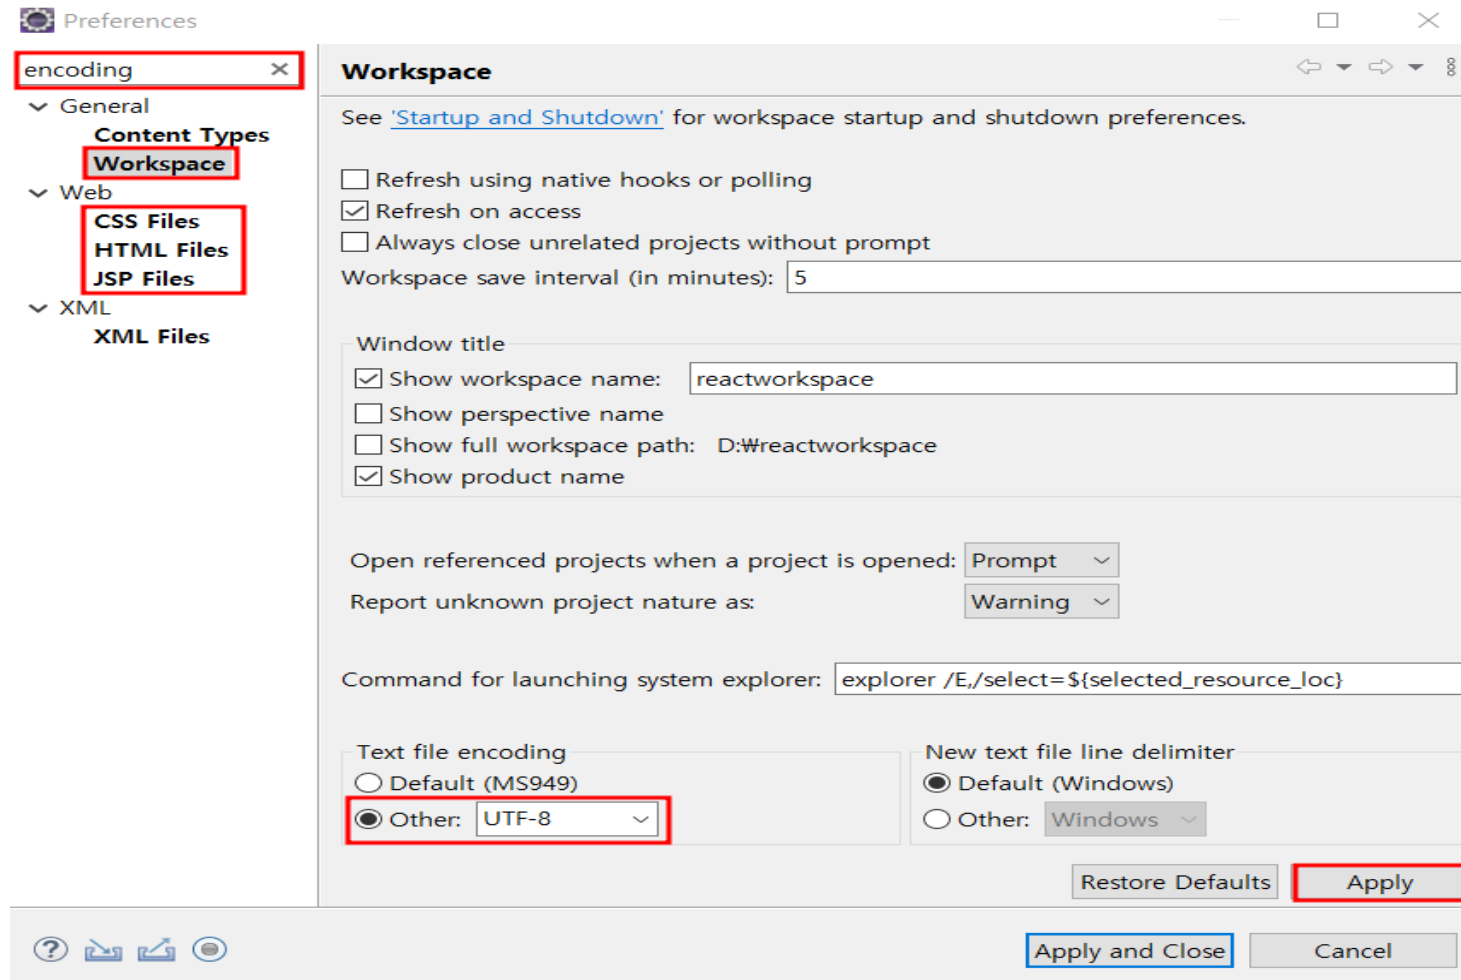 Preferences
encoding
General
Content Types
Workspace
Web
CSS Files
HTML Files
JSP Files
XML
XML Files
Workspace
See 'Startup and Shutdown' for workspace startup and shutdown preferences.
Refresh using native hooks or polling
Refresh on access
Always close unrelated projects without prompt
Workspace save interval (in minutes): 5
Window title
Show workspace name: reactworkspace
Show perspective name
Show full workspace path: D:₩reactworkspace
Show product name
Open referenced projects when a project is opened: Prompt
Report unknown project nature as: Warning
Command for launching system explorer: explorer /E,/select=${selected_resource_loc}
Text file encoding
Default (MS949)
Other: UTF-8
New text file line delimiter
Default (Windows)
Other: Windows
Restore Defaults
Apply
Apply and Close
Cancel